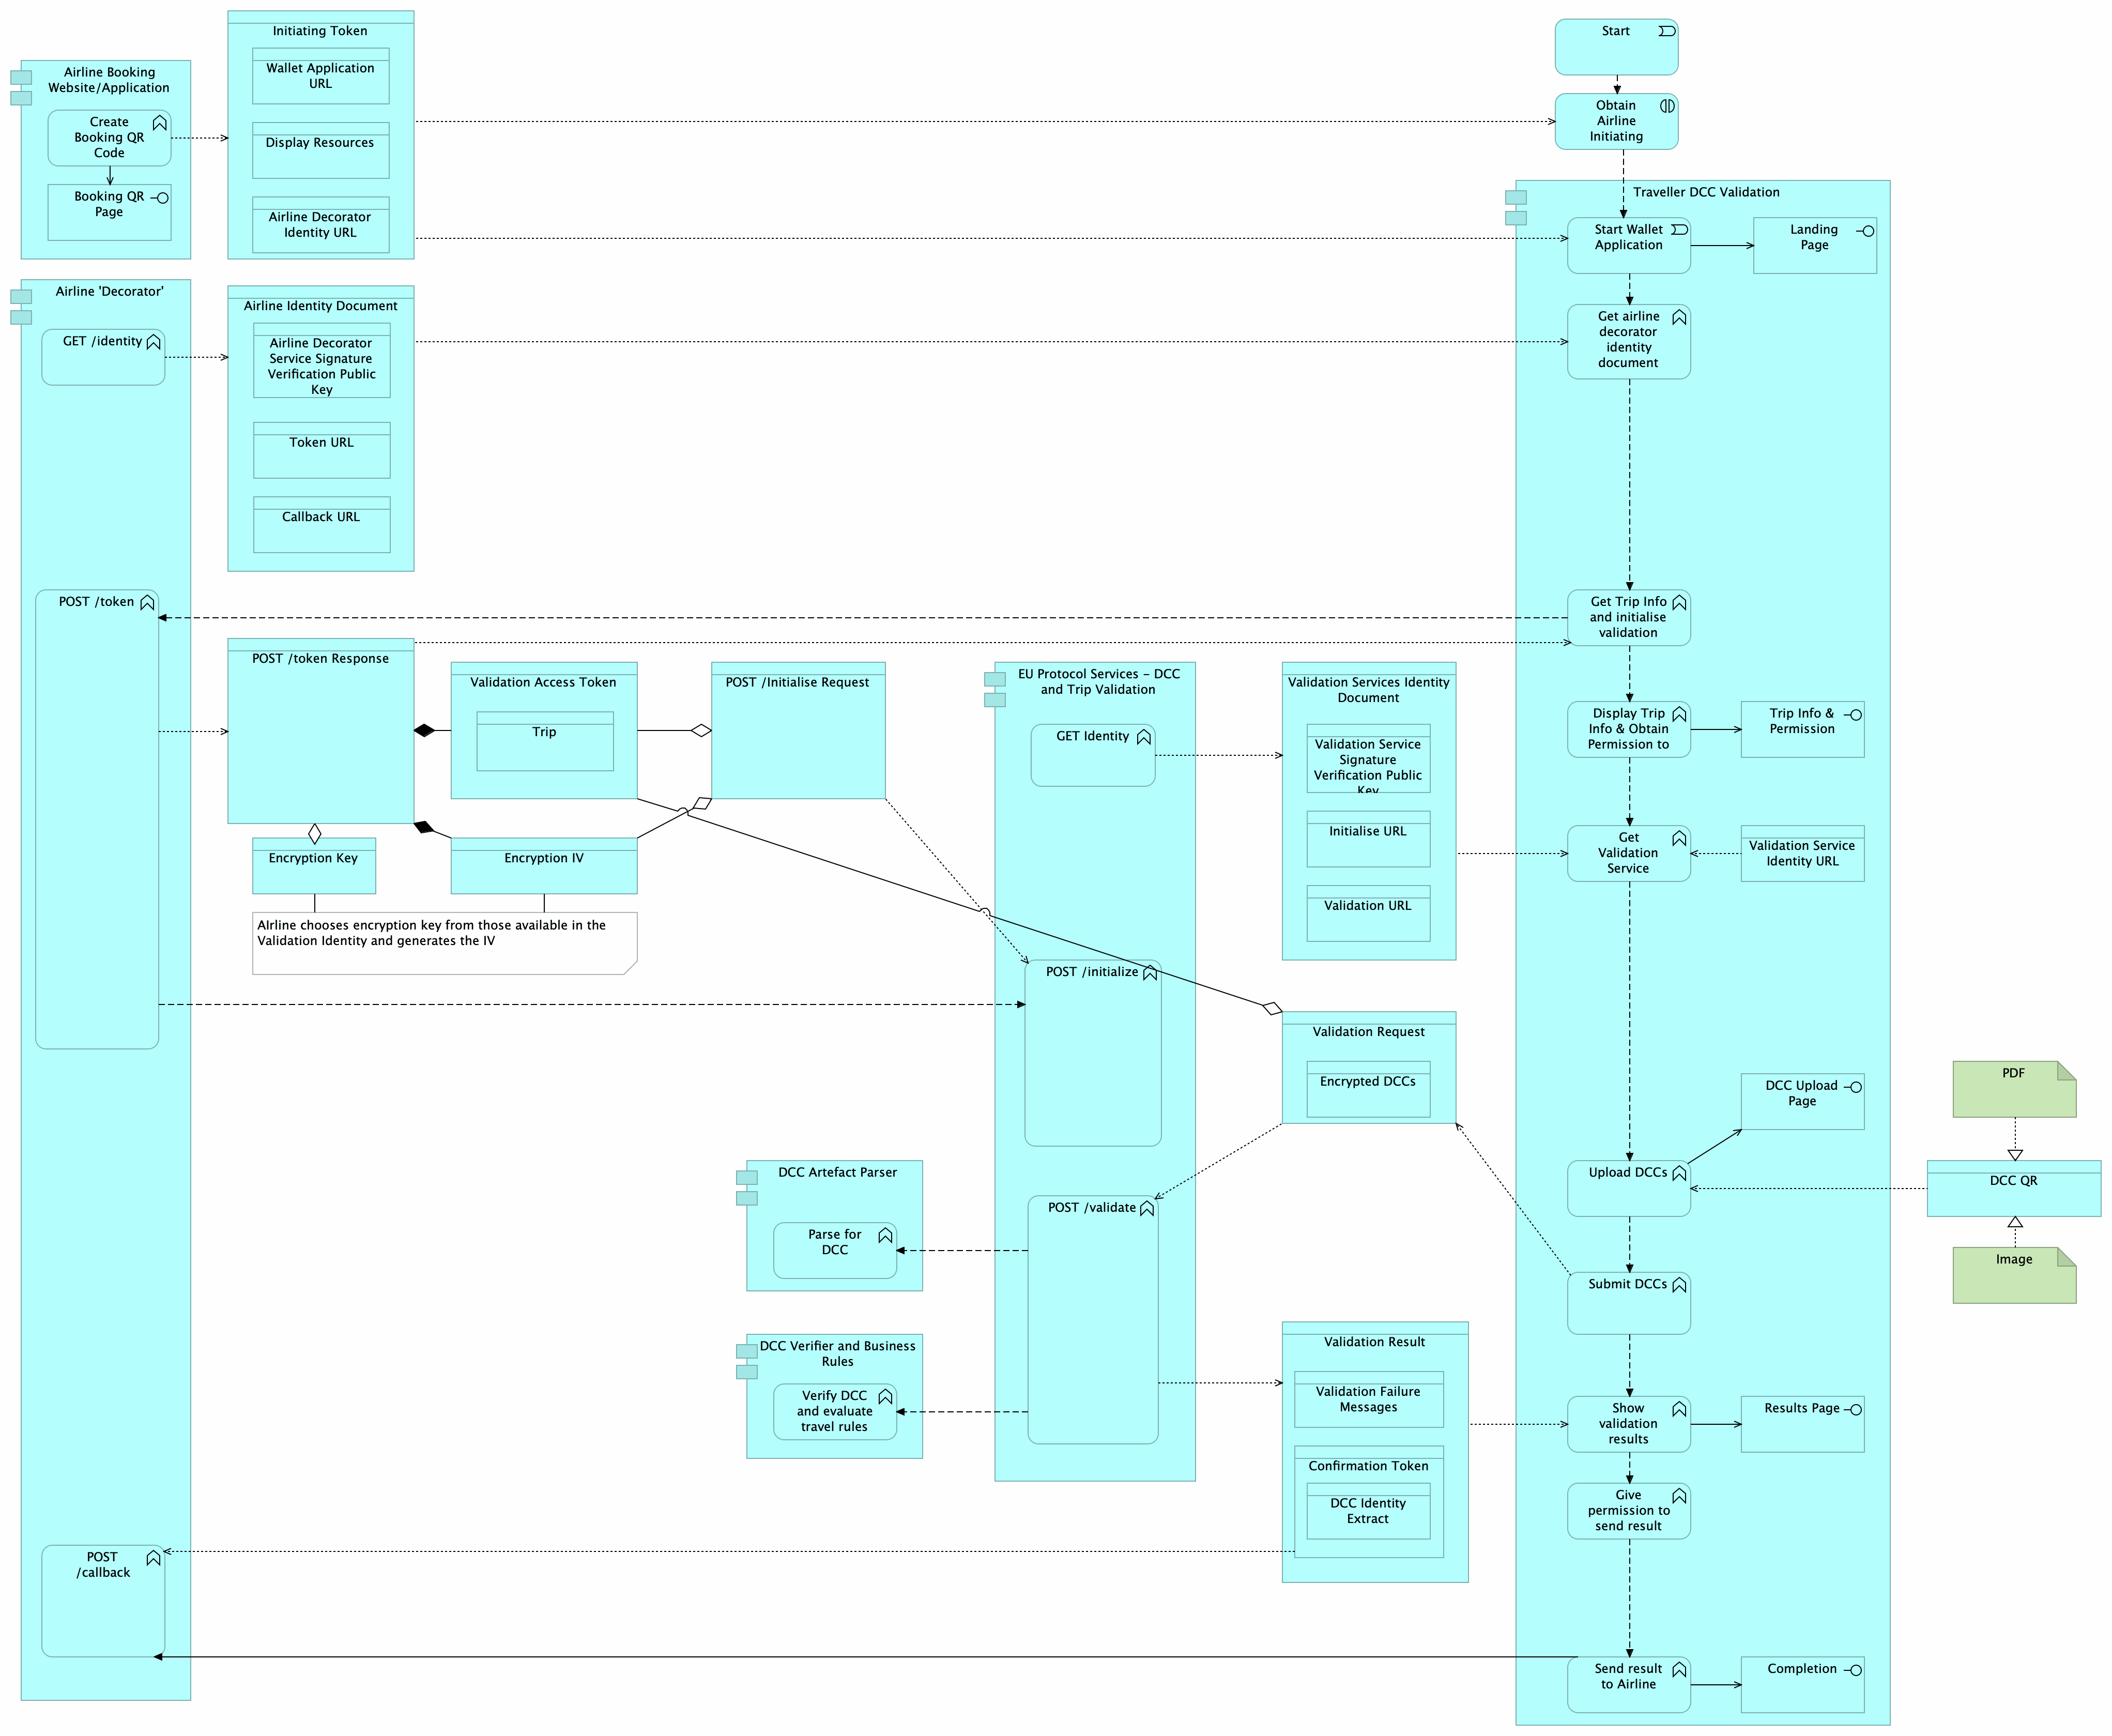 Airline Booking
Website/Application
Create
Booking QR
Code
Booking QR
Page
Initiating Token
Wallet Application
URL
Display Resources
Airline Decorator
Identity URL
Start
Obtain
Airline
Initiating
Traveller DCC Validation
Start Wallet
Application
Landing
Page
Airline 'Decorator'
GET /identity
Airline Identity Document
Airline Decorator
Service Signature
Verification Public
Key
Token URL
Callback URL
Get airline
decorator
identity
document
POST /token
Get Trip Info
and initialise
validation
POST /token Response
Validation Access Token
Trip
POST /Initialise Request
EU Protocol Services - DCC
and Trip Validation
GET Identity
Validation Services Identity
Document
Validation Service
Signature
Verification Public
Key
Initialise URL
Validation URL
Display Trip
Info & Obtain
Permission to
Trip Info &
Permission
Encryption Key
Encryption IV
AIrline chooses encryption key from those available in the
Validation Identity and generates the IV
Get
Validation
Service
Validation Service
Identity URL
POST /initialize
Validation Request
Encrypted DCCs
DCC Upload
Page
PDF
DCC Artefact Parser
Parse for
DCC
POST /validate
Upload DCCs
DCC QR
Image
Submit DCCs
DCC Verifier and Business
Rules
Verify DCC
and evaluate
travel rules
Validation Result
Validation Failure
Messages
Confirmation Token
DCC Identity
Extract
Show
validation
results
Results Page
Give
permission to
send result
POST
/callback
Send result
to Airline
Completion